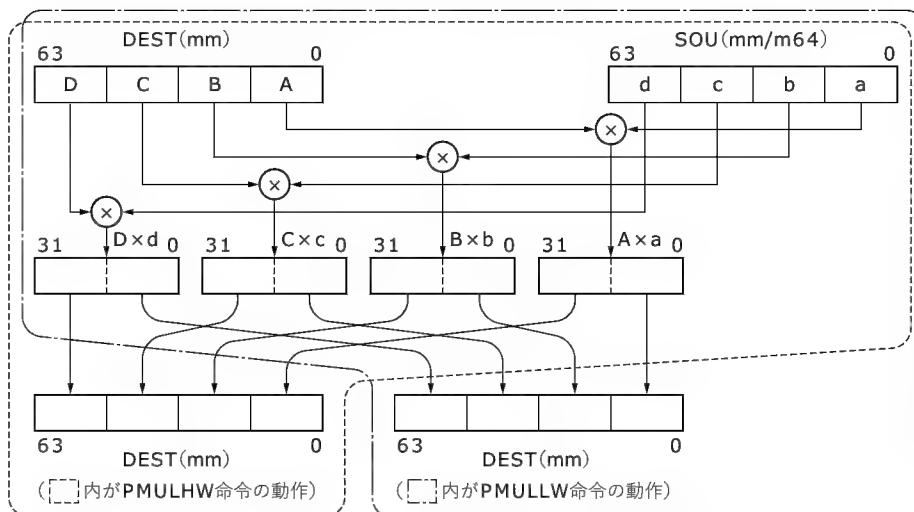 DEST(mm) SOU(mm/m64)
63 0 63 0
D C B A d c b a
×
×
×
×
31 D×d 0 31 C×c 0 31 B×b 0 31 A×a 0
63 0 63 0
DEST(mm) DEST(mm)
( 内がPMULHW命令の動作) ( 内がPMULLW命令の動作)